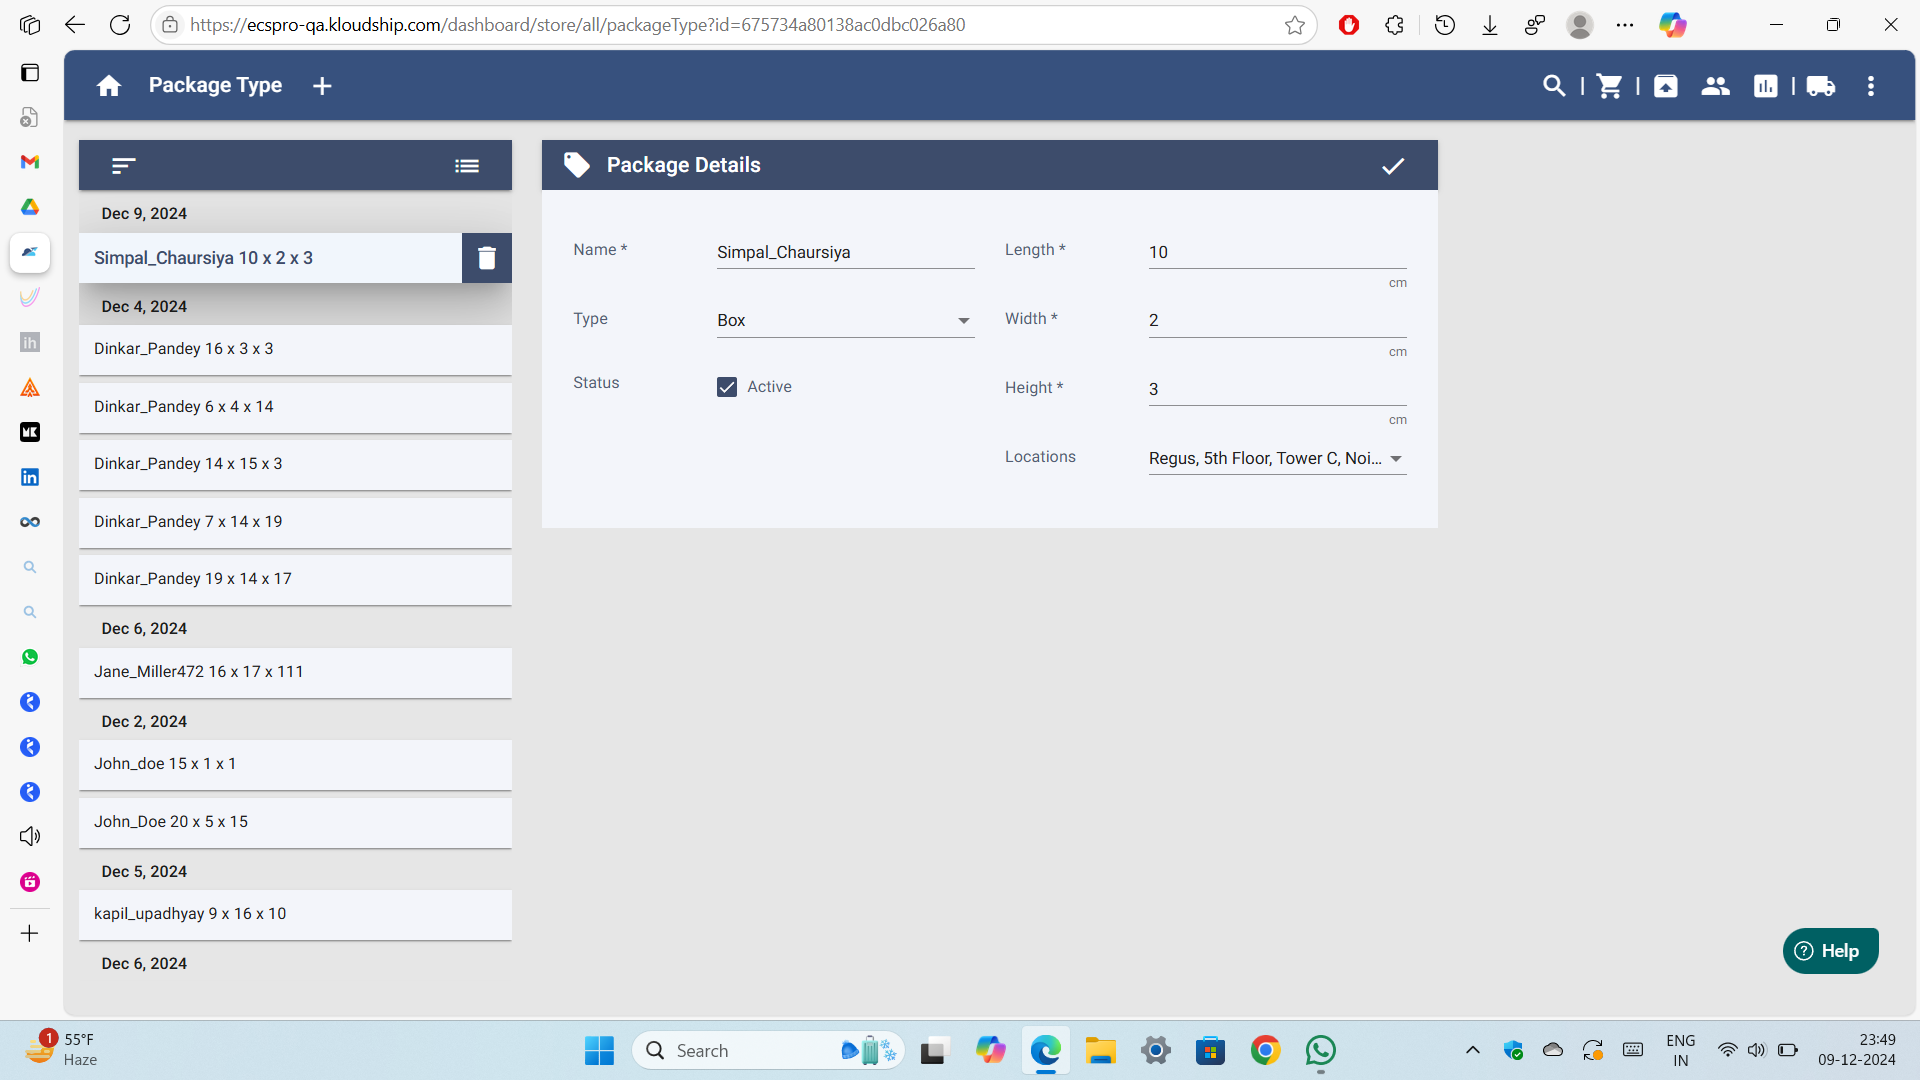 https://ecspro-qa.kloudship.com/dashboard/store/all/packageType?id=675734a80138ac0dbc026a80
Package Type
Dec 9, 2024
Simpal_Chaursiya 10 x 2 x 3
Dec 4, 2024
Dinkar_Pandey 16 x 3 x 3
Dinkar_Pandey 6 x 4 x 14
Dinkar_Pandey 14 x 15 x 3
Dinkar_Pandey 7 x 14 x 19
Dinkar_Pandey 19 x 14 x 17
Dec 6, 2024
Jane_Miller472 16 x 17 x 111
Dec 2, 2024
John_doe 15 x 1 x 1
John_Doe 20 x 5 x 15
Dec 5, 2024
kapil_upadhyay 9 x 16 x 10
Dec 6, 2024
Package Details
Name * Simpal_Chaursiya
Length * 10
cm
Type Box
Width * 2
cm
Status Active
Height * 3
cm
Locations Regus, 5th Floor, Tower C, Noi...
Help
ih
MK
in
1
55°F
Haze
Search
ENG
IN
23:49
09-12-2024